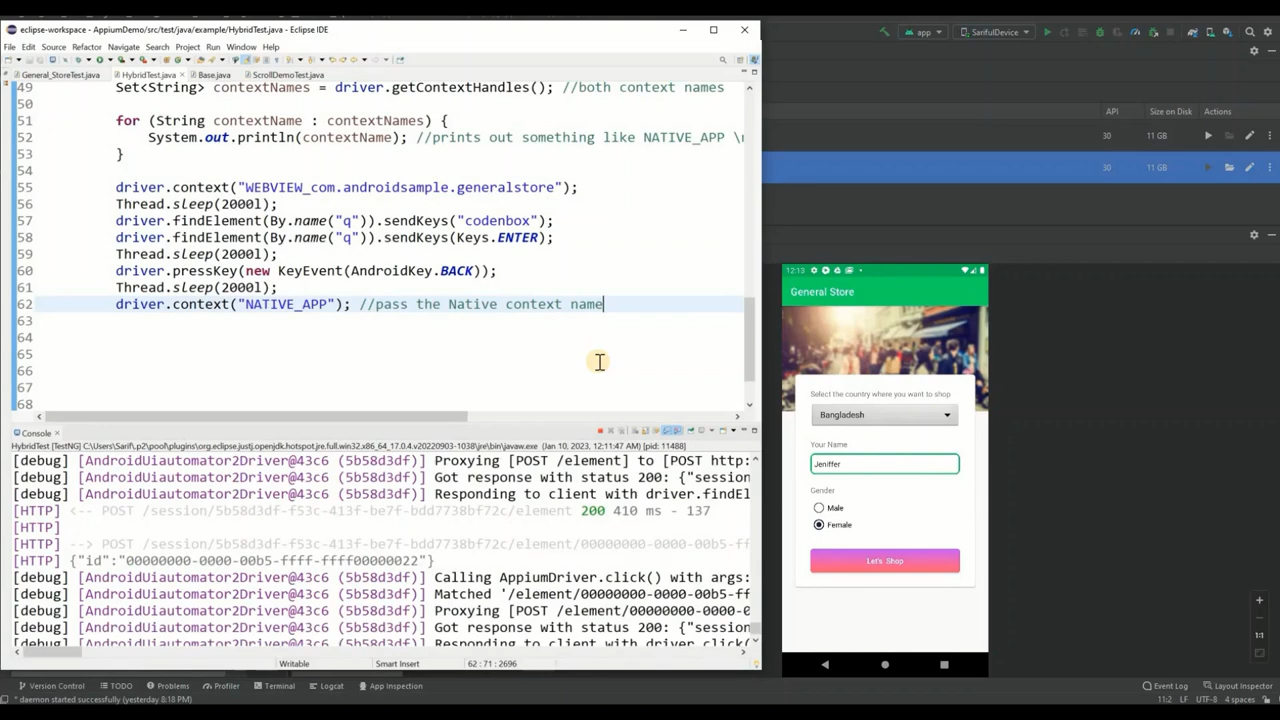 eclipse-workspace - AppiumDemo/src/test/java/example/HybridTest.java - Eclipse IDE
File Edit Source Refactor Navigate Search Project Run Window Help
General_StoreTest.java HybridTest.java Base.java ScrollDemoTest.java
49 Set<String> contextNames = driver.getContextHandles(); //both context names
50
51 for (String contextName : contextNames) {
52 System.out.println(contextName); //prints out something like NATIVE_APP \
53 }
54
55 driver.context("WEBVIEW_com.androidsample.generalstore");
56 Thread.sleep(2000l);
57 driver.findElement(By.name("q")).sendKeys("codenbox");
58 driver.findElement(By.name("q")).sendKeys(Keys.ENTER);
59 Thread.sleep(2000l);
60 driver.pressKey(new KeyEvent(AndroidKey.BACK));
61 Thread.sleep(2000l);
62 driver.context("NATIVE_APP"); //pass the Native context name
63
64
65
66
67
68
Console
HybridTest [TestNG] C:\Users\Sarif\.p2\pool\plugins\org.eclipse.justj.openjdk.hotspot.jre.full.win32.x86_64_17.0.4.v20220903-1038\jre\bin\javaw.exe (Jan 10, 2023, 12:11:47 AM) [pid: 11488]
[debug] [AndroidUiautomator2Driver@43c6 (5b58d3df)] Proxying [POST /element] to [POST http:
[debug] [AndroidUiautomator2Driver@43c6 (5b58d3df)] Got response with status 200: {"session
[debug] [AndroidUiautomator2Driver@43c6 (5b58d3df)] Responding to client with driver.findEl
[HTTP] <-- POST /session/5b58d3df-f53c-413f-be7f-bdd7738bf72c/element 200 410 ms - 137
[HTTP]
[HTTP] --> POST /session/5b58d3df-f53c-413f-be7f-bdd7738bf72c/element/00000000-0000-00b5-ffff
[HTTP] {"id":"00000000-0000-00b5-ffff-ffff00000022"}
[debug] [AndroidUiautomator2Driver@43c6 (5b58d3df)] Calling AppiumDriver.click() with args:
[debug] [AndroidUiautomator2Driver@43c6 (5b58d3df)] Matched '/element/00000000-0000-00b5-ff
[debug] [AndroidUiautomator2Driver@43c6 (5b58d3df)] Proxying [POST /element/00000000-0000-0
[debug] [AndroidUiautomator2Driver@43c6 (5b58d3df)] Got response with status 200: {"session
[debug] [AndroidUiautomator2Driver@43c6 (5b58d3df)] Responding to client with driver.click(
Writable Smart Insert 62 : 71 : 2696
app SarifulDevice
API Size on Disk Actions
30 11 GB
30 11 GB
12:13
General Store
Select the country where you want to shop
Bangladesh
Your Name
Jeniffer
Gender
Male
Female
Let's Shop
1:1
Version Control TODO Problems Profiler Terminal Logcat App Inspection Event Log Layout Inspector
* daemon started successfully (yesterday 8:18 PM) 11:2 LF UTF-8 4 spaces